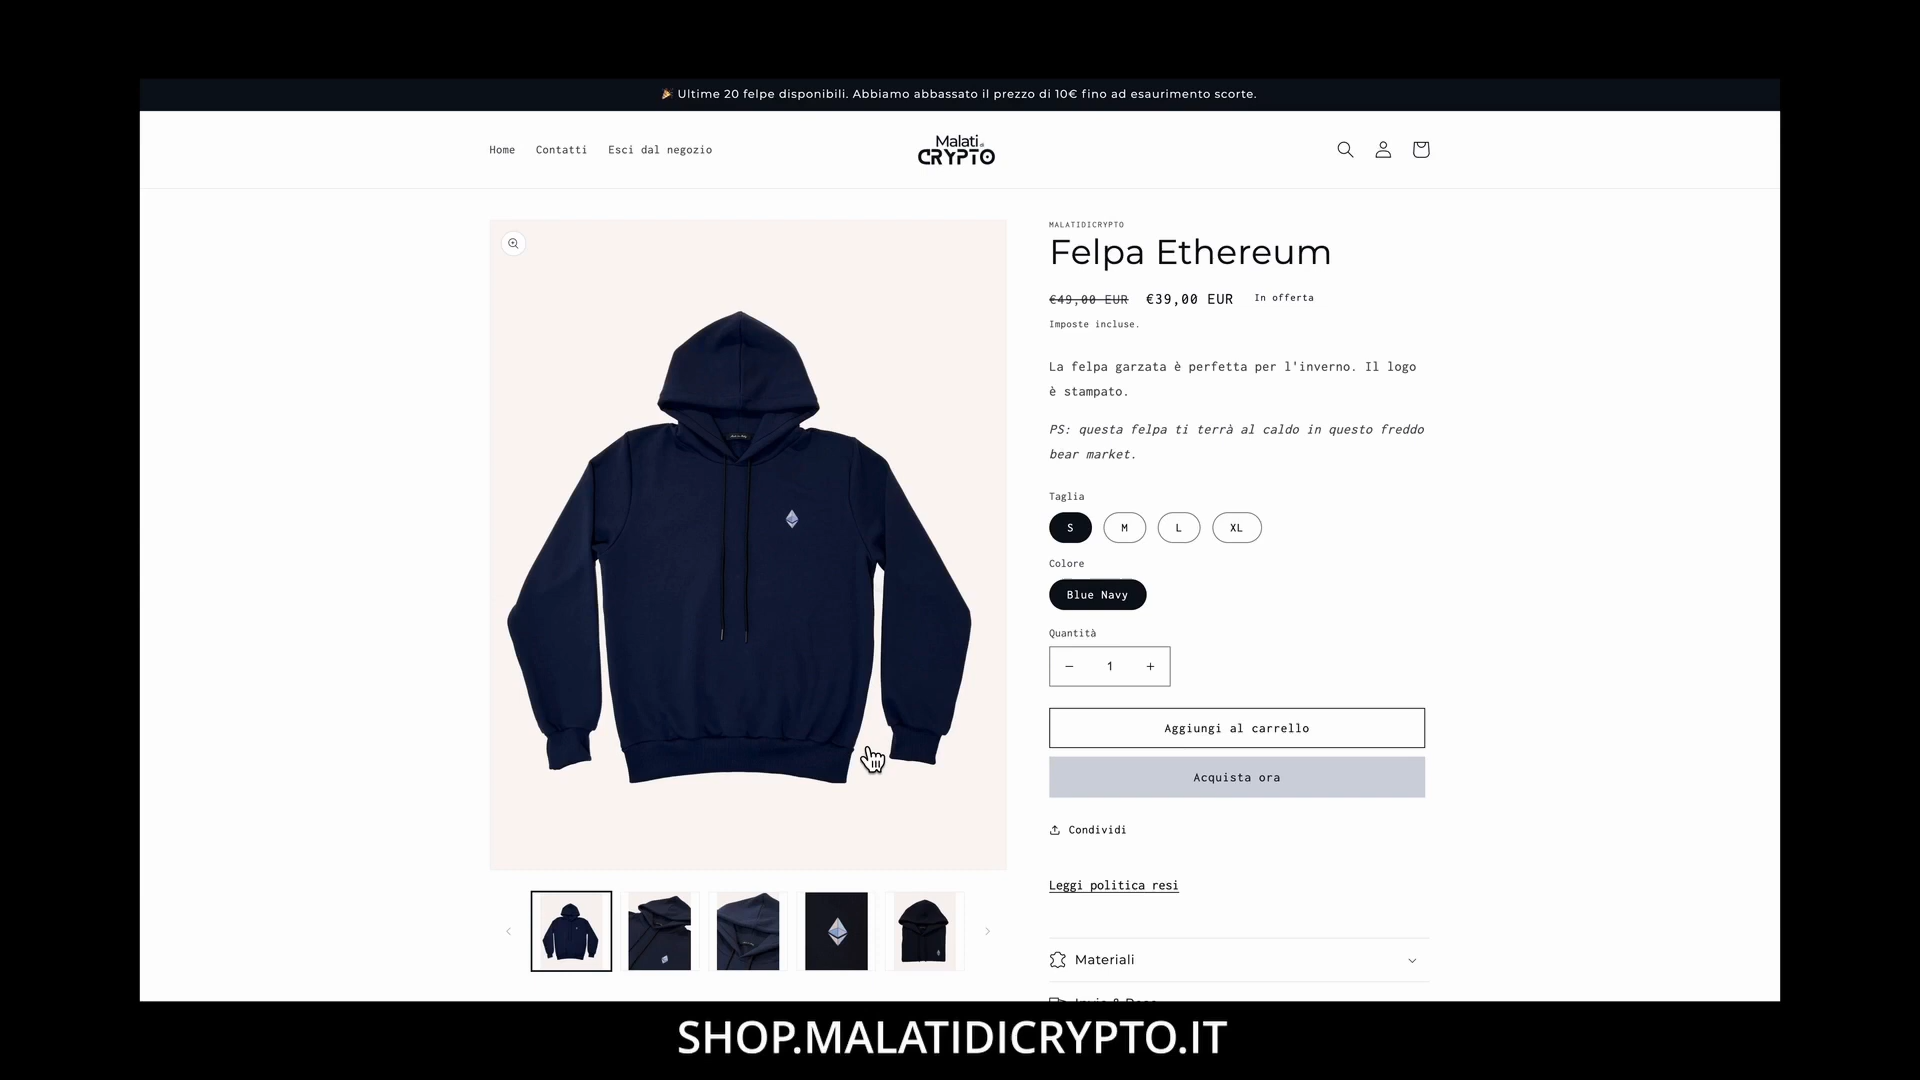 🎉 Ultime 20 felpe disponibili. Abbiamo abbassato il prezzo di 10€ fino ad esaurimento scorte.
Home Contatti Esci dal negozio
Malati di
CRYPTO
MALATIDICRYPTO
Felpa Ethereum
€49,00 EUR €39,00 EUR In offerta
Imposte incluse.
La felpa garzata è perfetta per l'inverno. Il logo
è stampato.
PS: questa felpa ti terrà al caldo in questo freddo
bear market.
Taglia
S M L XL
Colore
Blue Navy
Quantità
− 1 +
Aggiungi al carrello
Acquista ora
Condividi
Leggi politica resi
Materiali
SHOP.MALATIDICRYPTO.IT